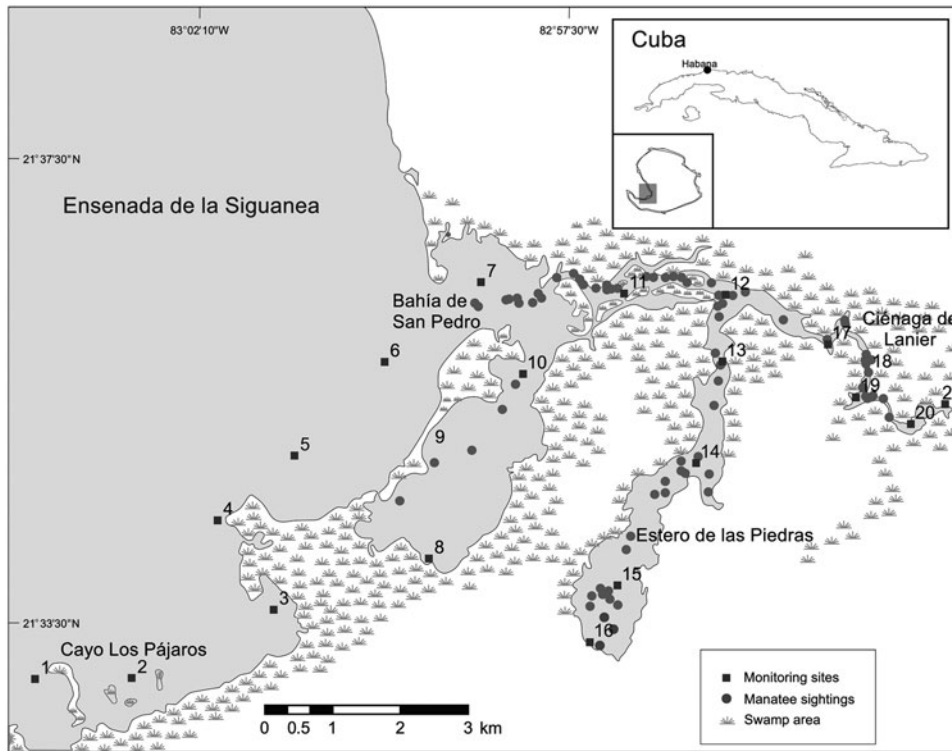 83°02'10"W
82°57'30"W
Cuba
Habana
21°37'30"N
Ensenada de la Siguanea
7
11
12
Bahía de
San Pedro
Ciénaga de
Lanier
17
6
10
13
18
19
2
20
9
5
14
4
Estero de las Piedras
8
15
3
21°33'30"N
16
Cayo Los Pájaros
1
2
Monitoring sites
Manatee sightings
Swamp area
0 0.5 1 2 3 km